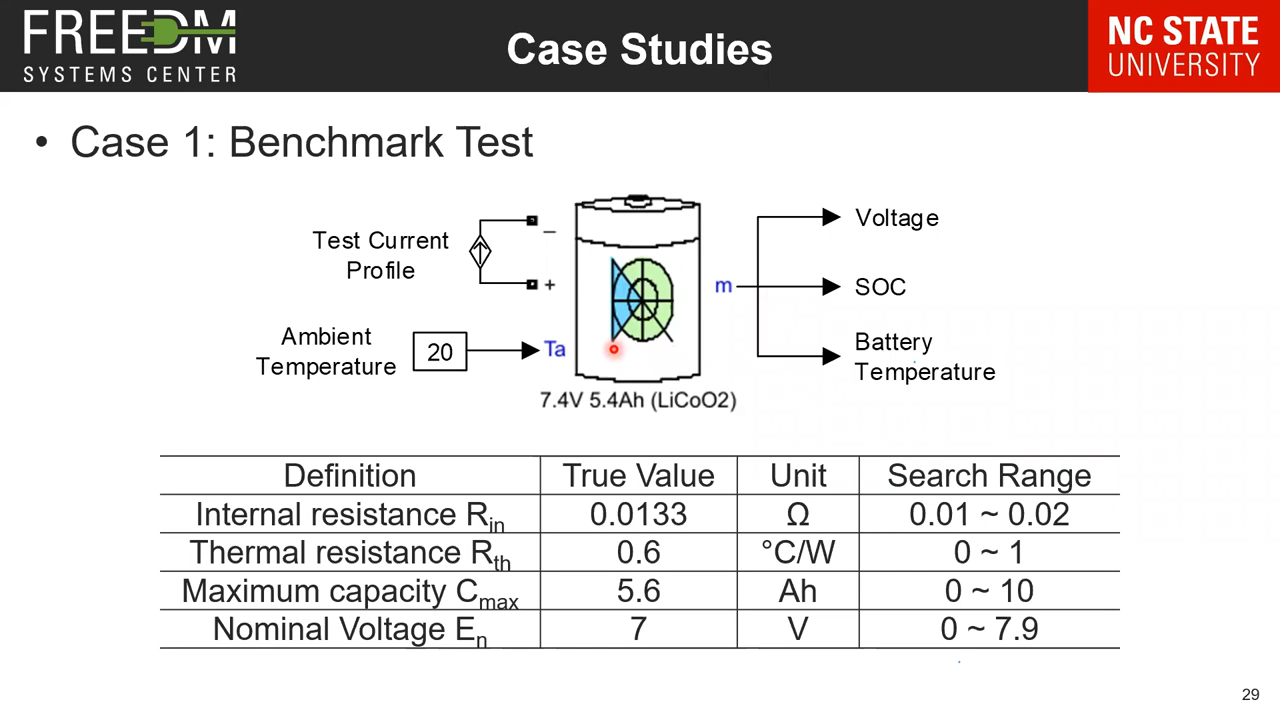 FREEDM
SYSTEMS CENTER
Case Studies
NC STATE
UNIVERSITY
• Case 1: Benchmark Test
Test Current
Profile
−
+
Ambient
Temperature
20
Ta
m
Voltage
SOC
Battery
Temperature
7.4V 5.4Ah (LiCoO2)
Definition True Value Unit Search Range
Internal resistance Rin 0.0133 Ω 0.01 ~ 0.02
Thermal resistance Rth 0.6 °C/W 0 ~ 1
Maximum capacity Cmax 5.6 Ah 0 ~ 10
Nominal Voltage En 7 V 0 ~ 7.9
29